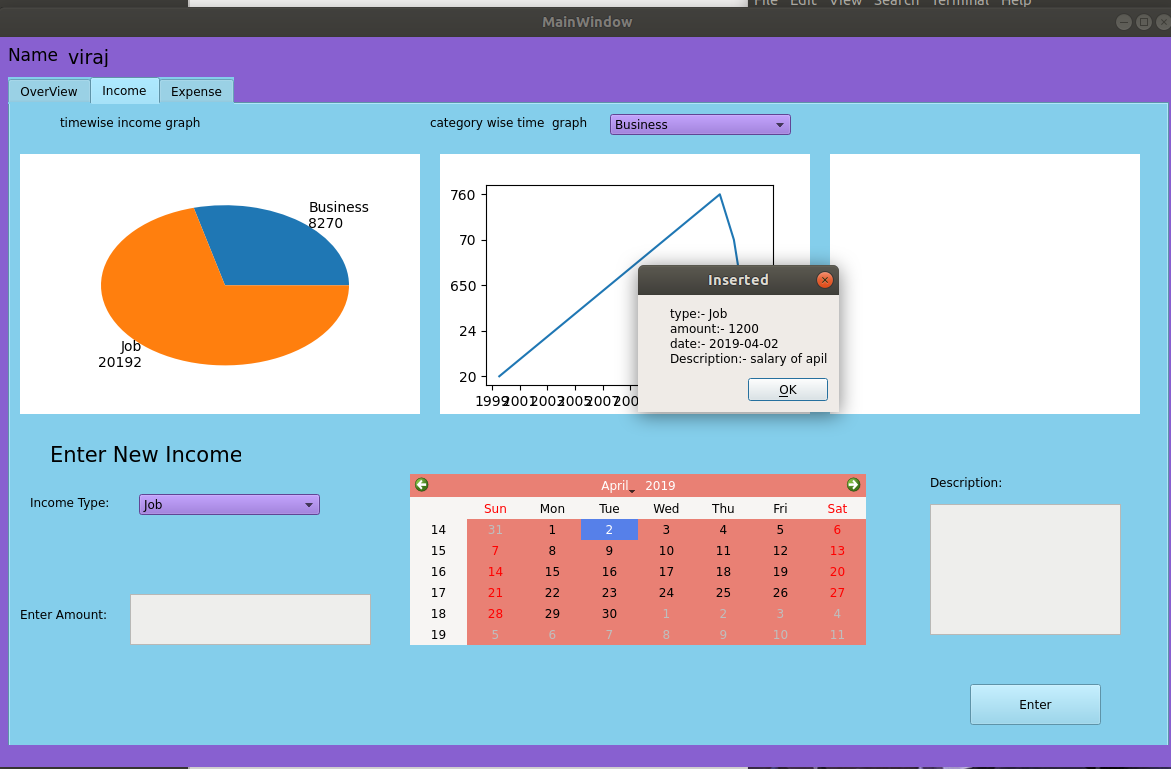 File Edit View Search Terminal Help
MainWindow
Name viraj
OverView Income Expense
timewise income graph
category wise time graph
Business
Business
8270
Job
20192
760
70
650
24
20
1999 2001 2003 2005 2007
Inserted
type:- Job
amount:- 1200
date:- 2019-04-02
Description:- salary of apil
OK
Enter New Income
Income Type:
Job
Enter Amount:
April 2019
Sun Mon Tue Wed Thu Fri Sat
14 31 1 2 3 4 5 6
15 7 8 9 10 11 12 13
16 14 15 16 17 18 19 20
17 21 22 23 24 25 26 27
18 28 29 30 1 2 3 4
19 5 6 7 8 9 10 11
Description:
Enter